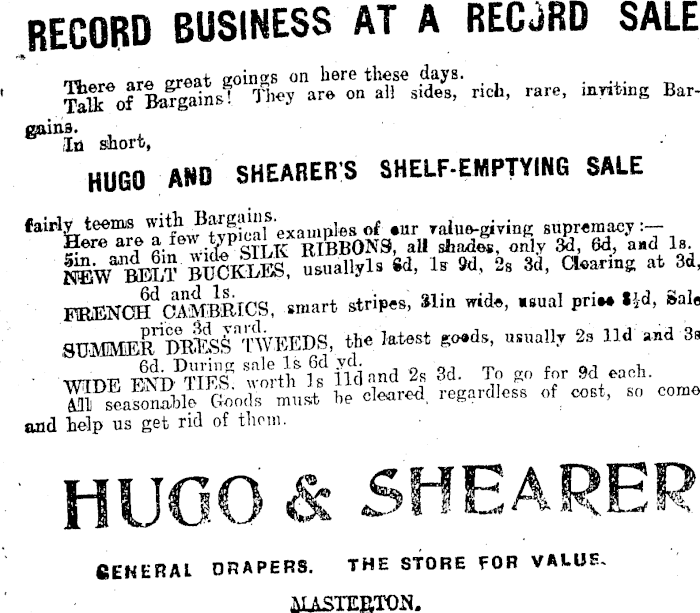 RECORD BUSINESS AT A RECORD SALE
There are great goings on here these days.
Talk of Bargains! They are on all sides, rich, rare, inviting Bar-
gains.
In short,
HUGO AND SHEARER'S SHELF-EMPTYING SALE
fairly teems with Bargains.
Here are a few typical examples of our value-giving supremacy:—
5in. and 6in wide SILK RIBBONS, all shades, only 3d, 6d, and 1s.
NEW BELT BUCKLES, usually 1s 6d, 1s 9d, 2s 3d, Clearing at 3d,
6d and 1s.
FRENCH CAMBRICS, smart stripes, 31in wide, usual price 8½d, Sale
price 3d yard.
SUMMER DRESS TWEEDS, the latest goods, usually 2s 11d and 3s
6d. During sale 1s 6d yd.
WIDE END TIES, worth 1s 11d and 2s 3d. To go for 9d each.
All seasonable Goods must be cleared regardless of cost, so come
and help us get rid of them.
HUGO & SHEARER
GENERAL DRAPERS. THE STORE FOR VALUE.
MASTERTON.